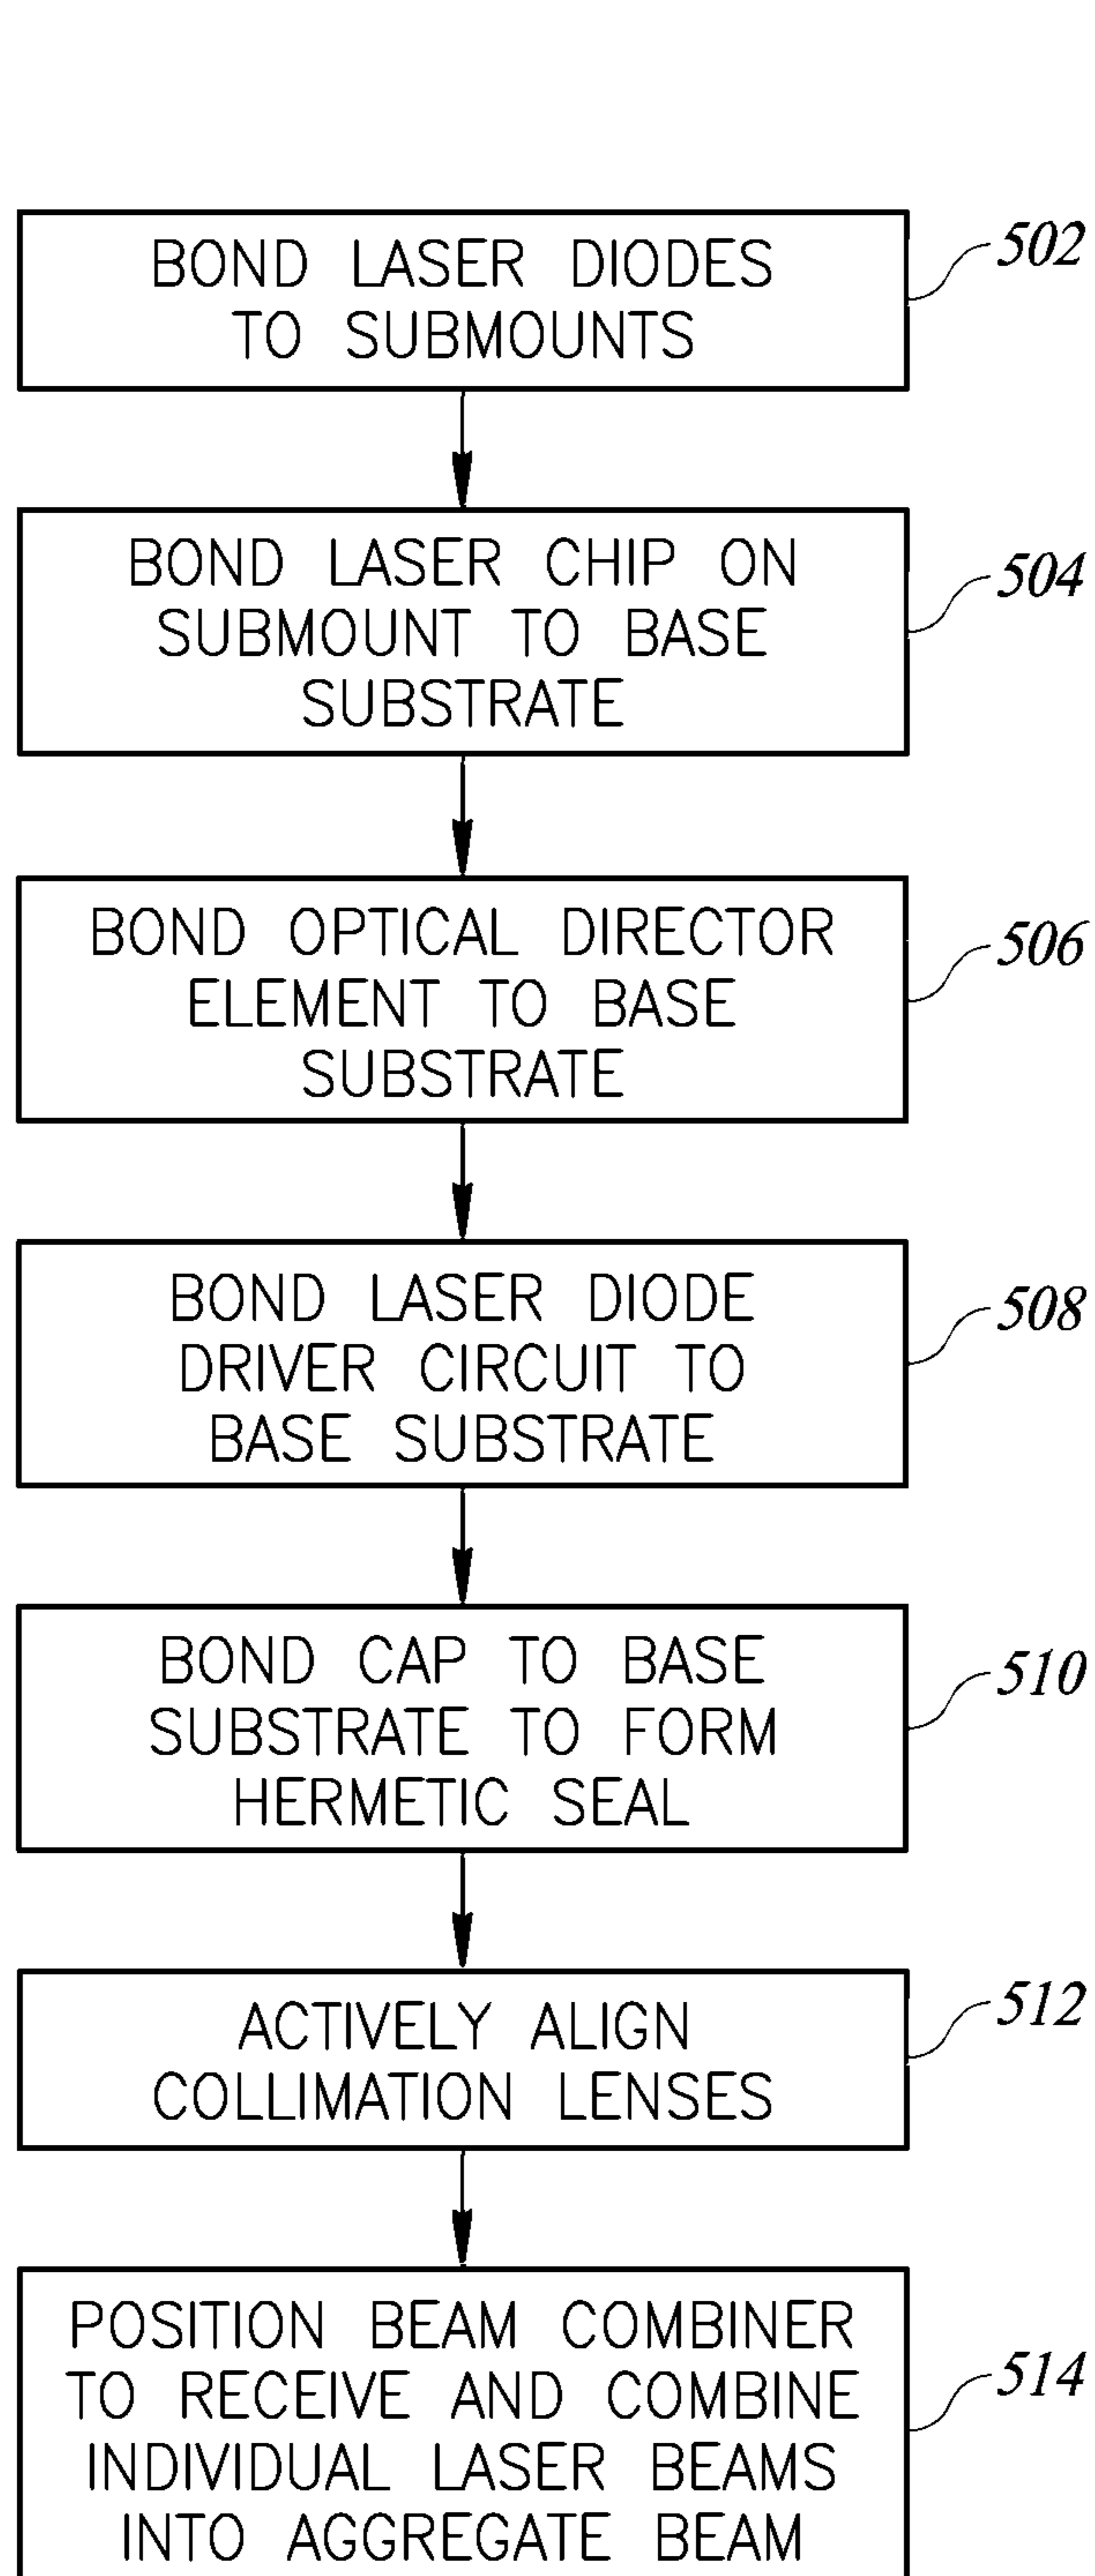 BOND LASER DIODES
TO SUBMOUNTS
502
BOND LASER CHIP ON
SUBMOUNT TO BASE
SUBSTRATE
504
BOND OPTICAL DIRECTOR
ELEMENT TO BASE
SUBSTRATE
506
BOND LASER DIODE
DRIVER CIRCUIT TO
BASE SUBSTRATE
508
BOND CAP TO BASE
SUBSTRATE TO FORM
HERMETIC SEAL
510
ACTIVELY ALIGN
COLLIMATION LENSES
512
POSITION BEAM COMBINER
TO RECEIVE AND COMBINE
INDIVIDUAL LASER BEAMS
INTO AGGREGATE BEAM
514